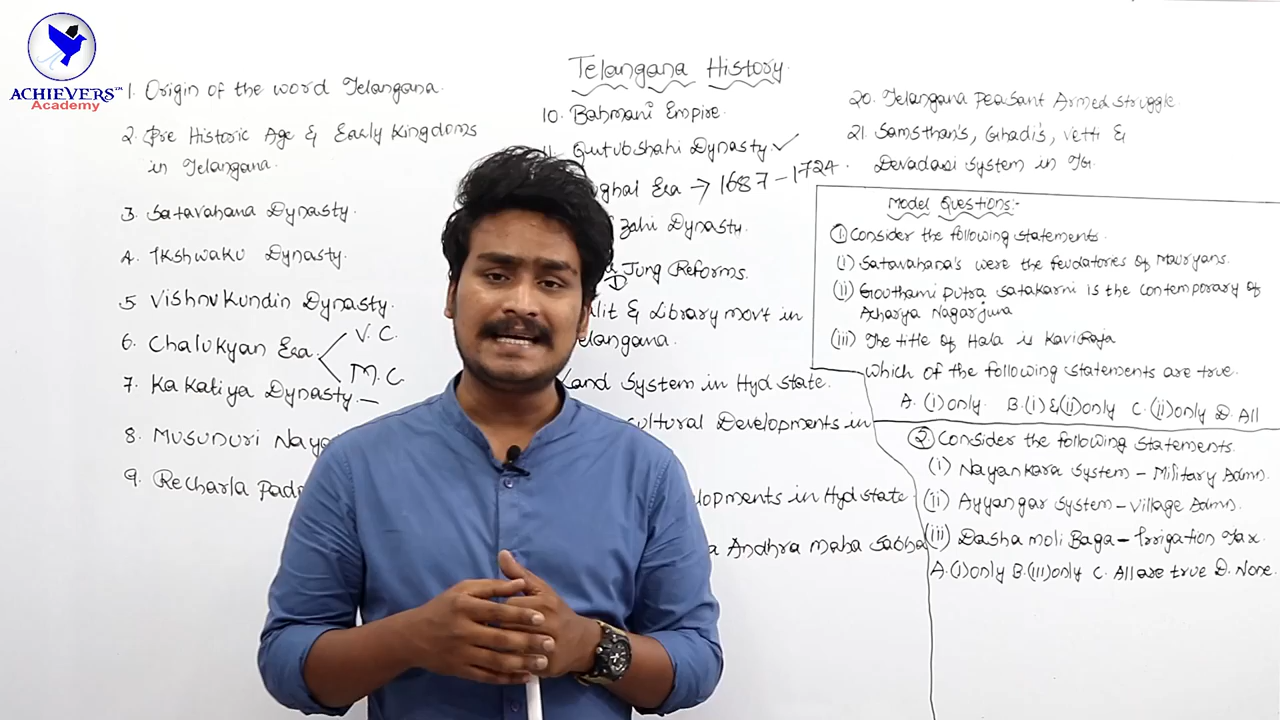 ACHIEVERS™
Academy
Telangana History
1. Origin of the word Telangana.
2. Pre Historic Age & Early Kingdoms
in Telangana.
3. Satavahana Dynasty.
4. Ikshwaku Dynasty.
5 Vishnukundin Dynasty.
6. Chalukyan Era.
V.C.
M.C.
7. Kakatiya Dynasty.
8. Musunuri
9. Recharla
10. Bahmani Empire.
Qutubshahi Dynasty.
Era → 1687 - 1724.
Dynasty.
Jung Reforms.
& Library movt in
Land System in Hyd state.
Developments in
in Hyd state
Andhra Maha Sabha
20. Telangana Peasant Armed struggle.
21. Samsthan's, Ghadi's, Vetti &
Devadasi System in TG.
Model Questions:-
① Consider the following statements.
(i) Satavahana's were the feudatories of Mauryans.
(ii) Gouthami putra Satakarni is the contemporary of
Acharya Nagarjuna
(iii) The title of Hala is KaviRaja
Which of the following statements are true.
A. (i) only B. (i) & (ii) only C. (ii) only D. All
② Consider the following statements.
(i) Nayankara System - Military Admn.
(ii) Ayyangar System - Village Admn.
(iii) Dasha moli Baga - Irrigation Tax.
A. (i) only B. (iii) only C. All are true D. None.